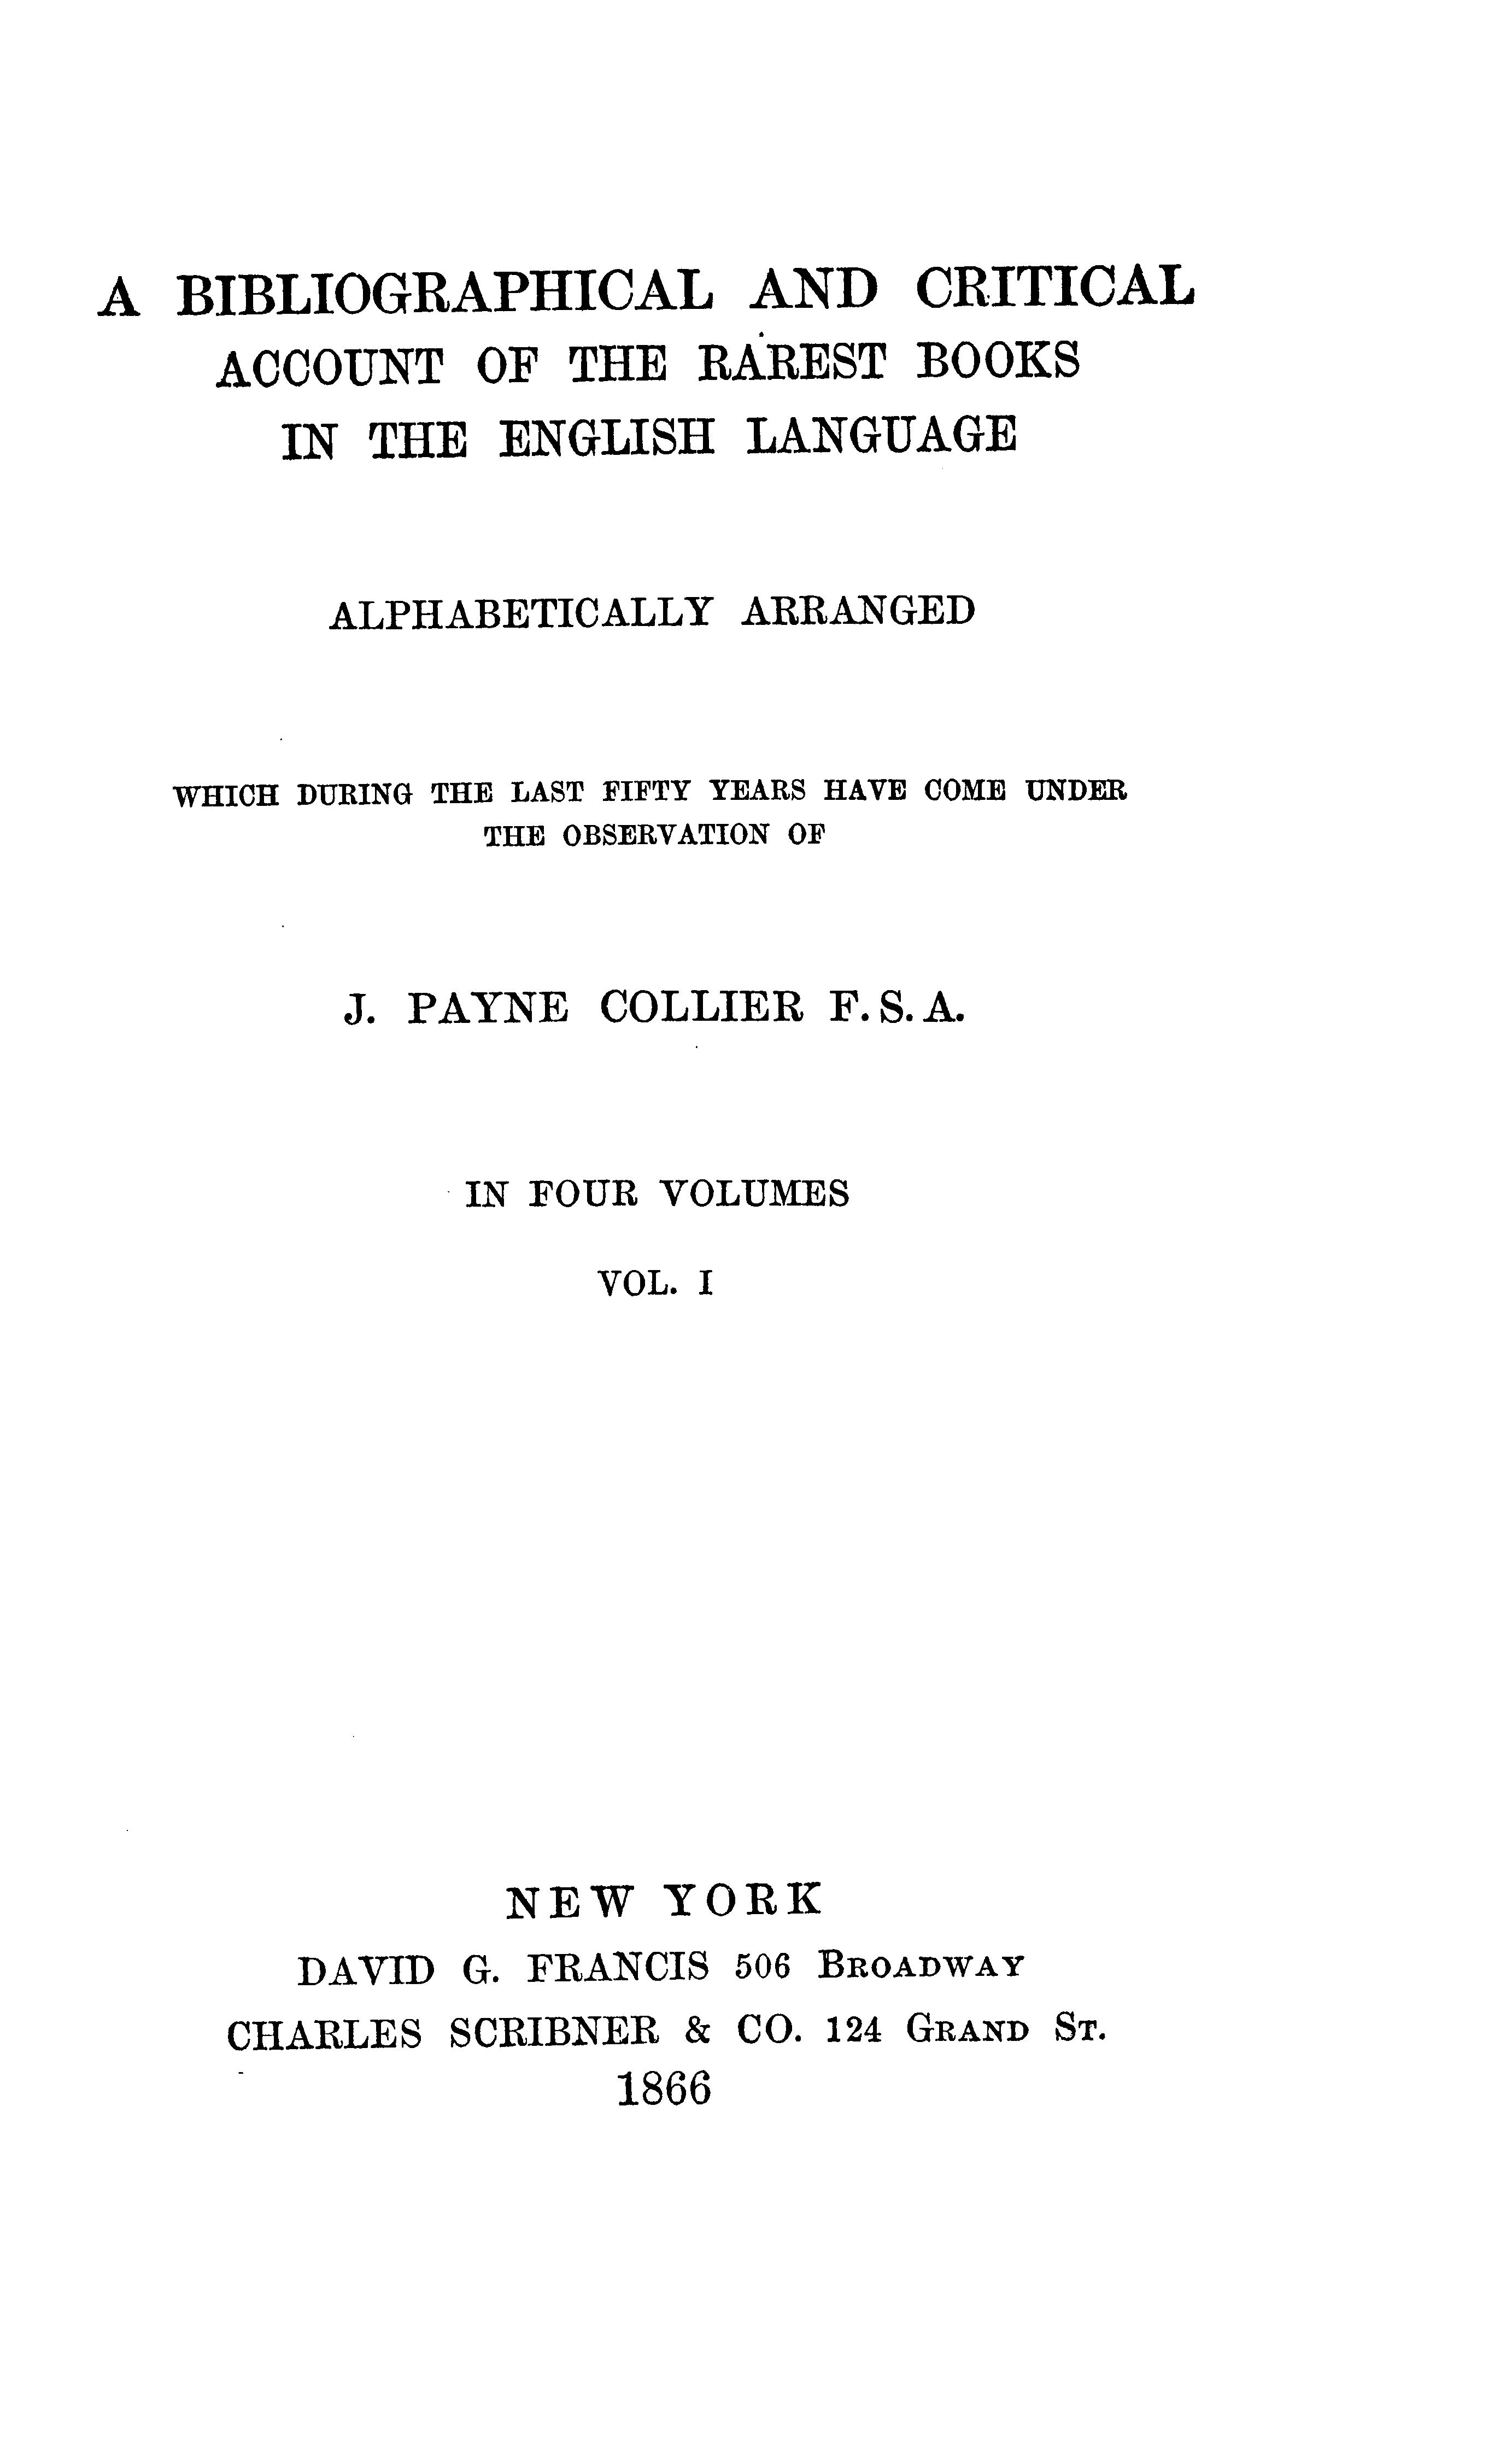 A BIBLIOGRAPHICAL AND CRITICAL
ACCOUNT OF THE RAREST BOOKS
IN THE ENGLISH LANGUAGE
ALPHABETICALLY ARRANGED
WHICH DURING THE LAST FIFTY YEARS HAVE COME UNDER
THE OBSERVATION OF
J. PAYNE COLLIER F.S.A.
IN FOUR VOLUMES
VOL. I
NEW YORK
DAVID G. FRANCIS 506 BROADWAY
CHARLES SCRIBNER & CO. 124 GRAND ST.
1866